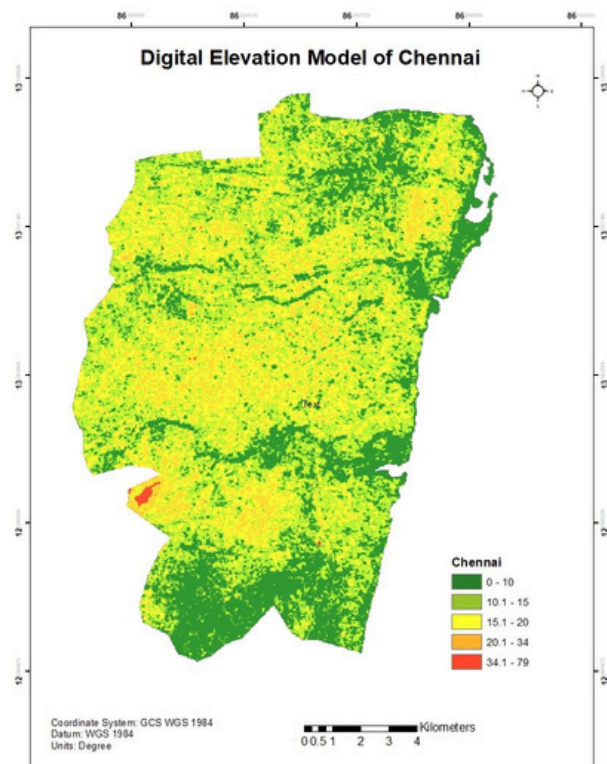 86 86 86 86 86
Digital Elevation Model of Chennai
N
W E
S
13 13
13 13
13 13
Text
12 12
Chennai
0 - 10
10.1 - 15
15.1 - 20
20.1 - 34
34.1 - 79
12 12
Coordinate System: GCS WGS 1984
Datum: WGS 1984
Units: Degree
Kilometers
0 0.5 1 2 3 4